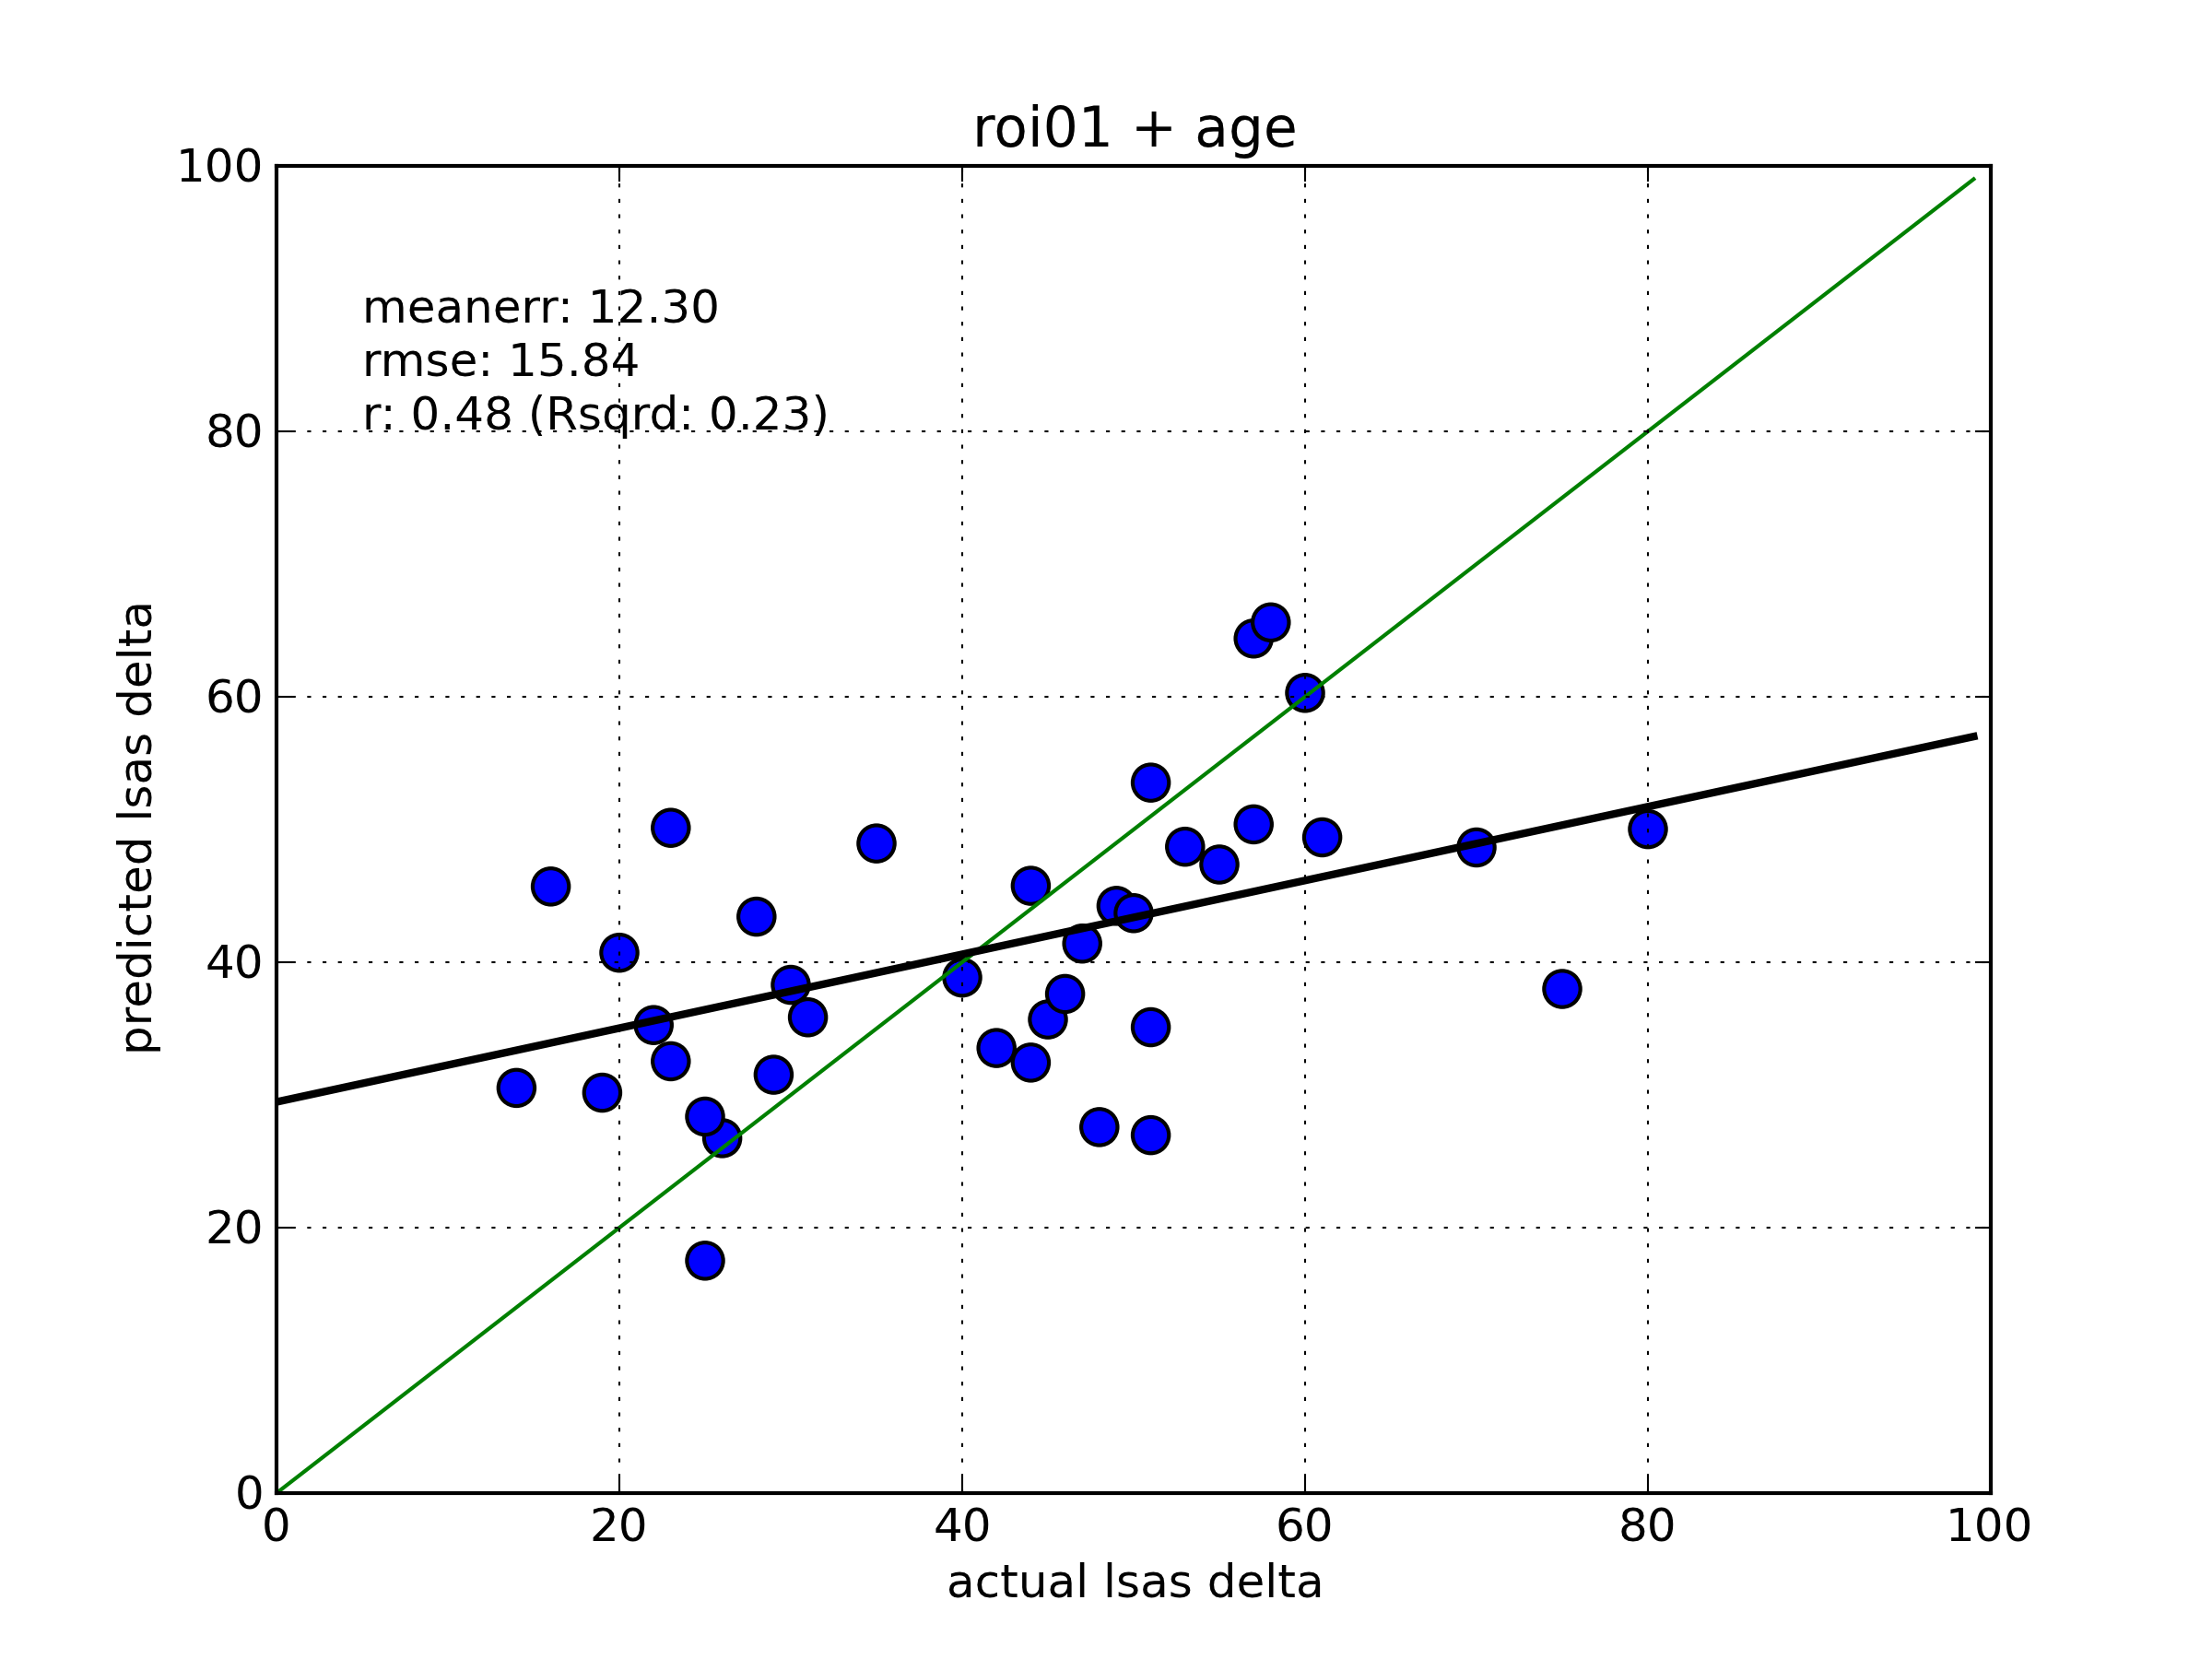 roi01 + age
100
80
60
40
20
0
meanerr: 12.30
rmse: 15.84
r: 0.48 (Rsqrd: 0.23)
predicted lsas delta
0 20 40 60 80 100
actual lsas delta